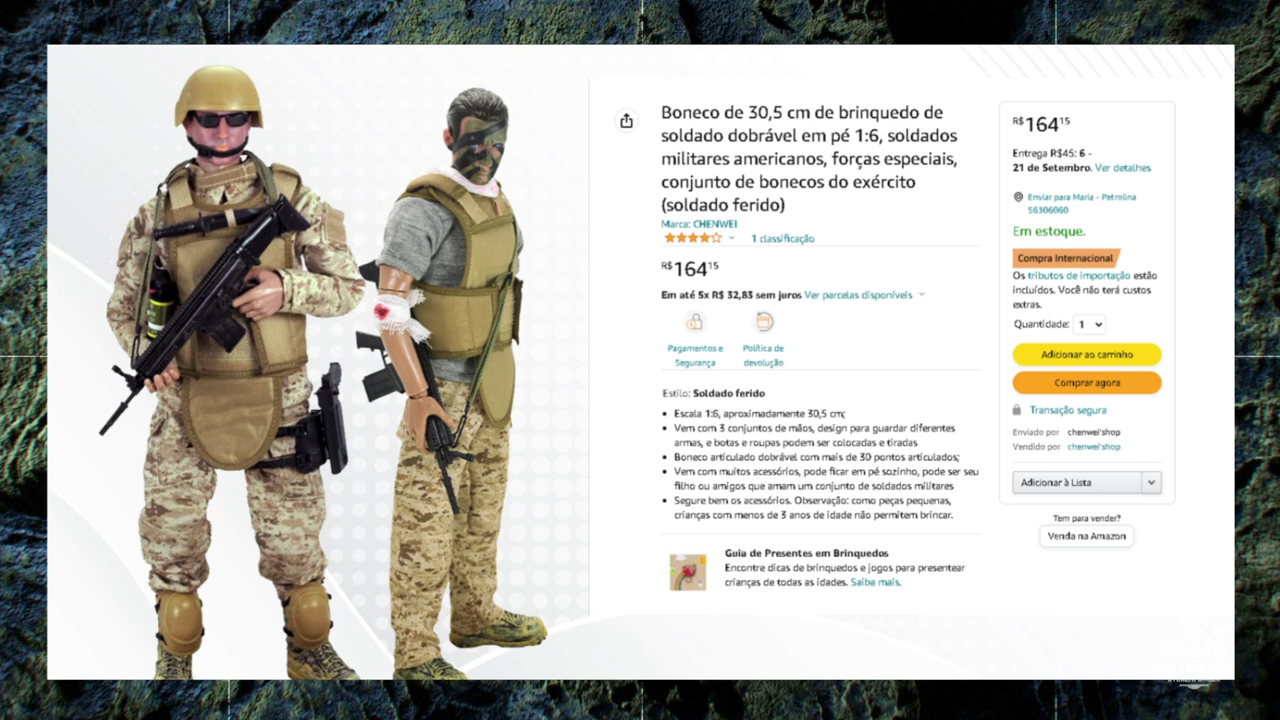 Boneco de 30,5 cm de brinquedo de
soldado dobrável em pé 1:6, soldados
militares americanos, forças especiais,
conjunto de bonecos do exército
(soldado ferido)
Marca: CHENWEI
1 classificação
R$ 164 15
Em até 5x R$ 32,83 sem juros Ver parcelas disponíveis
Pagamentos e
Segurança
Política de
devolução
Estilo: Soldado ferido
• Escala 1:6, aproximadamente 30,5 cm;
• Vem com 3 conjuntos de mãos, design para guardar diferentes
armas, e botas e roupas podem ser colocadas e tiradas
• Boneco articulado dobrável com mais de 30 pontos articulados;
• Vem com muitos acessórios, pode ficar em pé sozinho, pode ser seu
filho ou amigos que amam um conjunto de soldados militares
• Segure bem os acessórios. Observação: como peças pequenas,
crianças com menos de 3 anos de idade não permitem brincar.
Guia de Presentes em Brinquedos
Encontre dicas de brinquedos e jogos para presentear
crianças de todas as idades. Saiba mais.
R$ 164 15
Entrega R$45: 6 -
21 de Setembro. Ver detalhes
Enviar para Maria - Petrolina
56306060
Em estoque.
Compra Internacional
Os tributos de importação estão
incluídos. Você não terá custos
extras.
Quantidade: 1
Adicionar ao carrinho
Comprar agora
Transação segura
Enviado por chenwei'shop
Vendido por chenwei'shop
Adicionar à Lista
Tem para vender?
Venda na Amazon